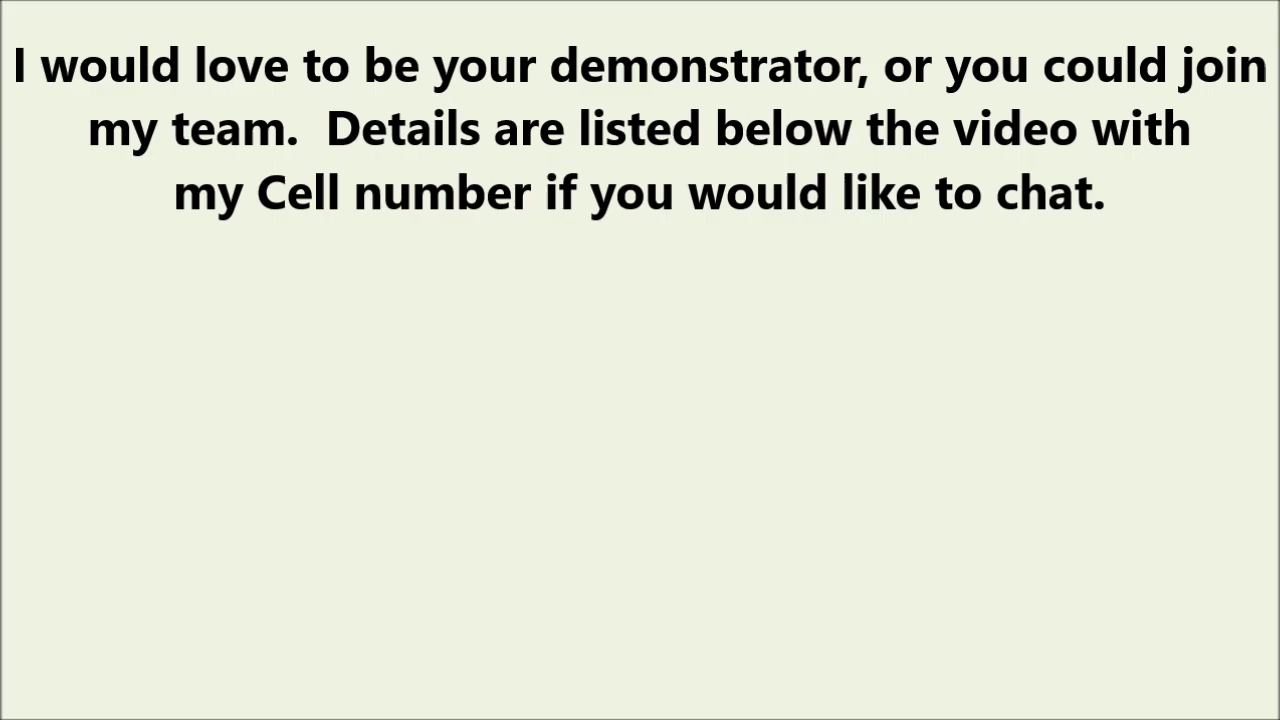 I would love to be your demonstrator, or you could join
my team.  Details are listed below the video with
my Cell number if you would like to chat.